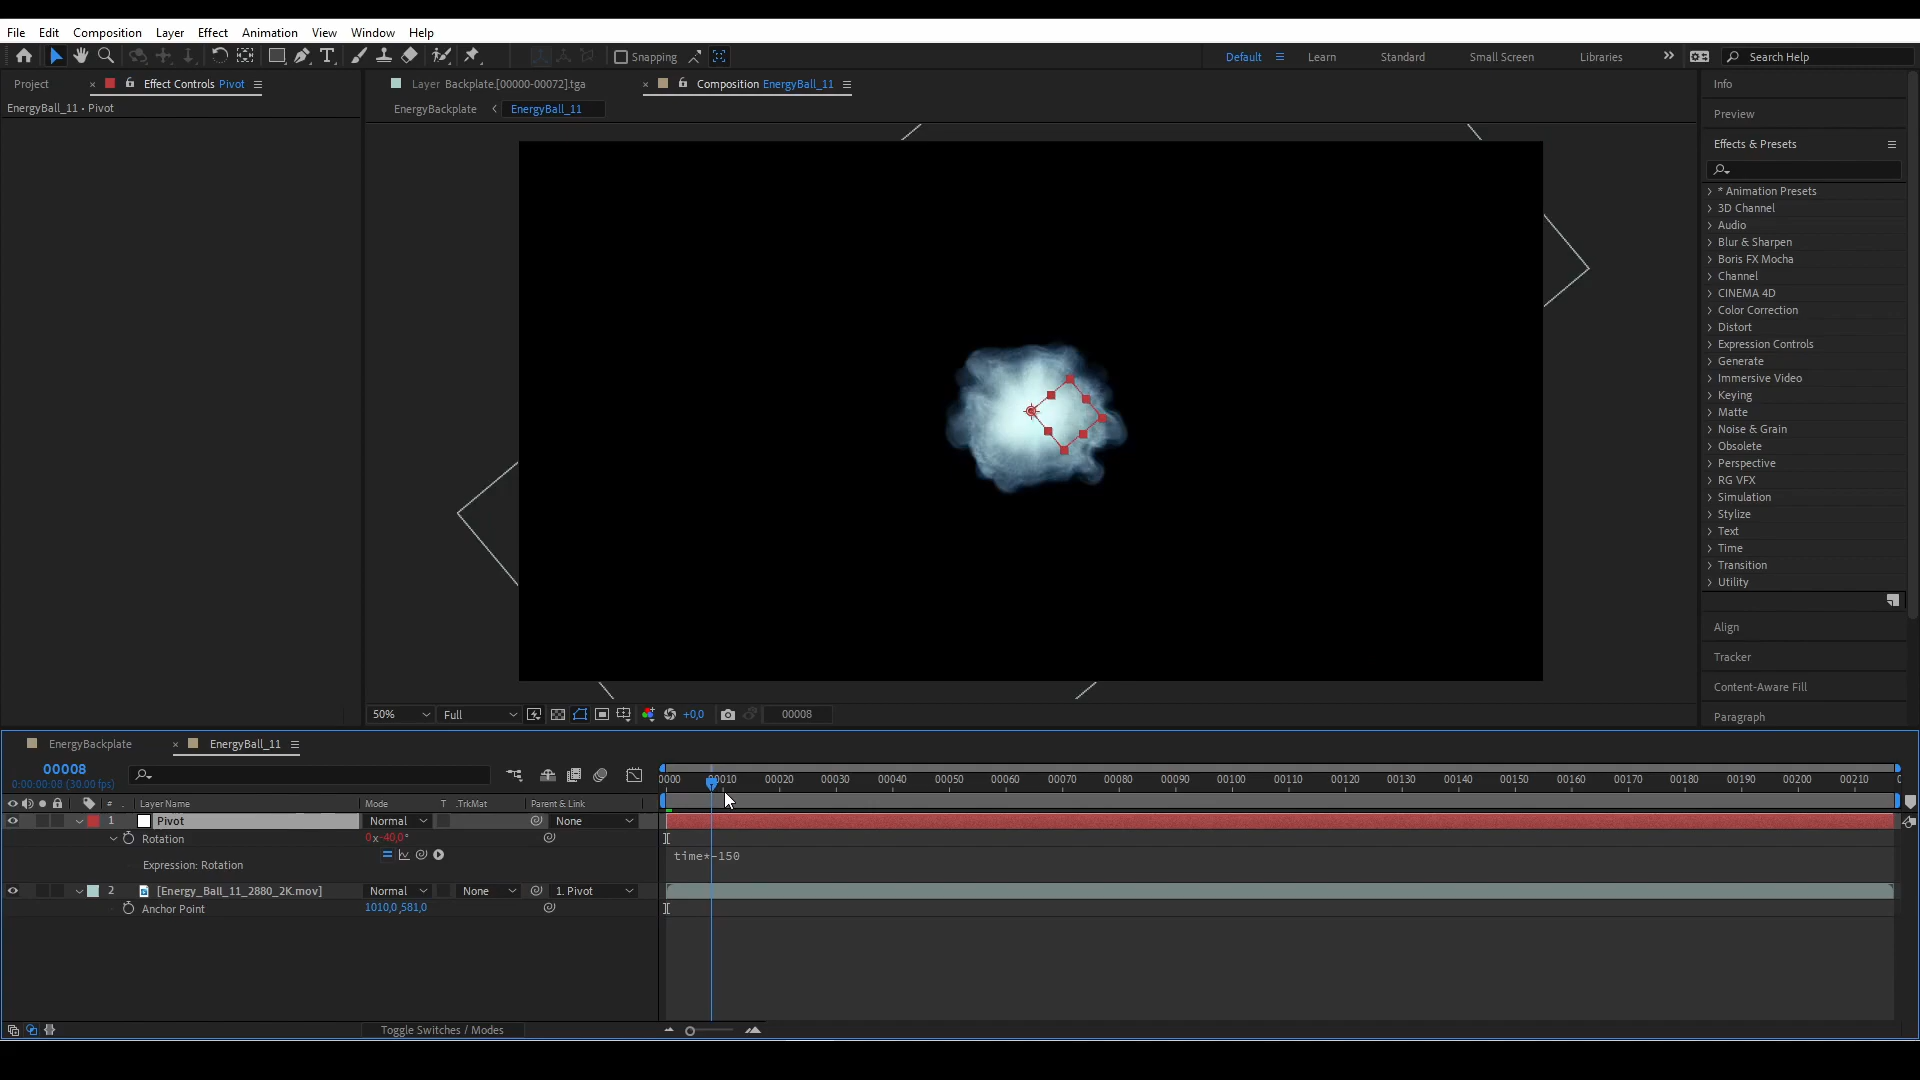 File Edit Composition Layer Effect Animation View Window Help
Snapping Default Learn Standard Small Screen Libraries Search Help
Project × Effect Controls Pivot Layer Backplate.[00000-00072].tga × Composition EnergyBall_11 Info
EnergyBall_11 • Pivot EnergyBackplate EnergyBall_11
Preview
Effects & Presets
* Animation Presets
3D Channel
Audio
Blur & Sharpen
Boris FX Mocha
Channel
CINEMA 4D
Color Correction
Distort
Expression Controls
Generate
Immersive Video
Keying
Matte
Noise & Grain
Obsolete
Perspective
RG VFX
Simulation
Stylize
Text
Time
Transition
Utility
Align
Tracker
Content-Aware Fill
Paragraph
50% Full +0,0 00008
EnergyBackplate × EnergyBall_11
00008
0:00:00:08 (30.00 fps)
0000 00010 00020 00030 00040 00050 00060 00070 00080 00090 00100 00110 00120 00130 00140 00150 00160 00170 00180 00190 00200 00210
# Layer Name Mode T .TrkMat Parent & Link
1 Pivot Normal None
Rotation 0x-40,0°
Expression: Rotation time*-150
2 [Energy_Ball_11_2880_2K.mov] Normal None 1. Pivot
Anchor Point 1010,0,581,0
Toggle Switches / Modes